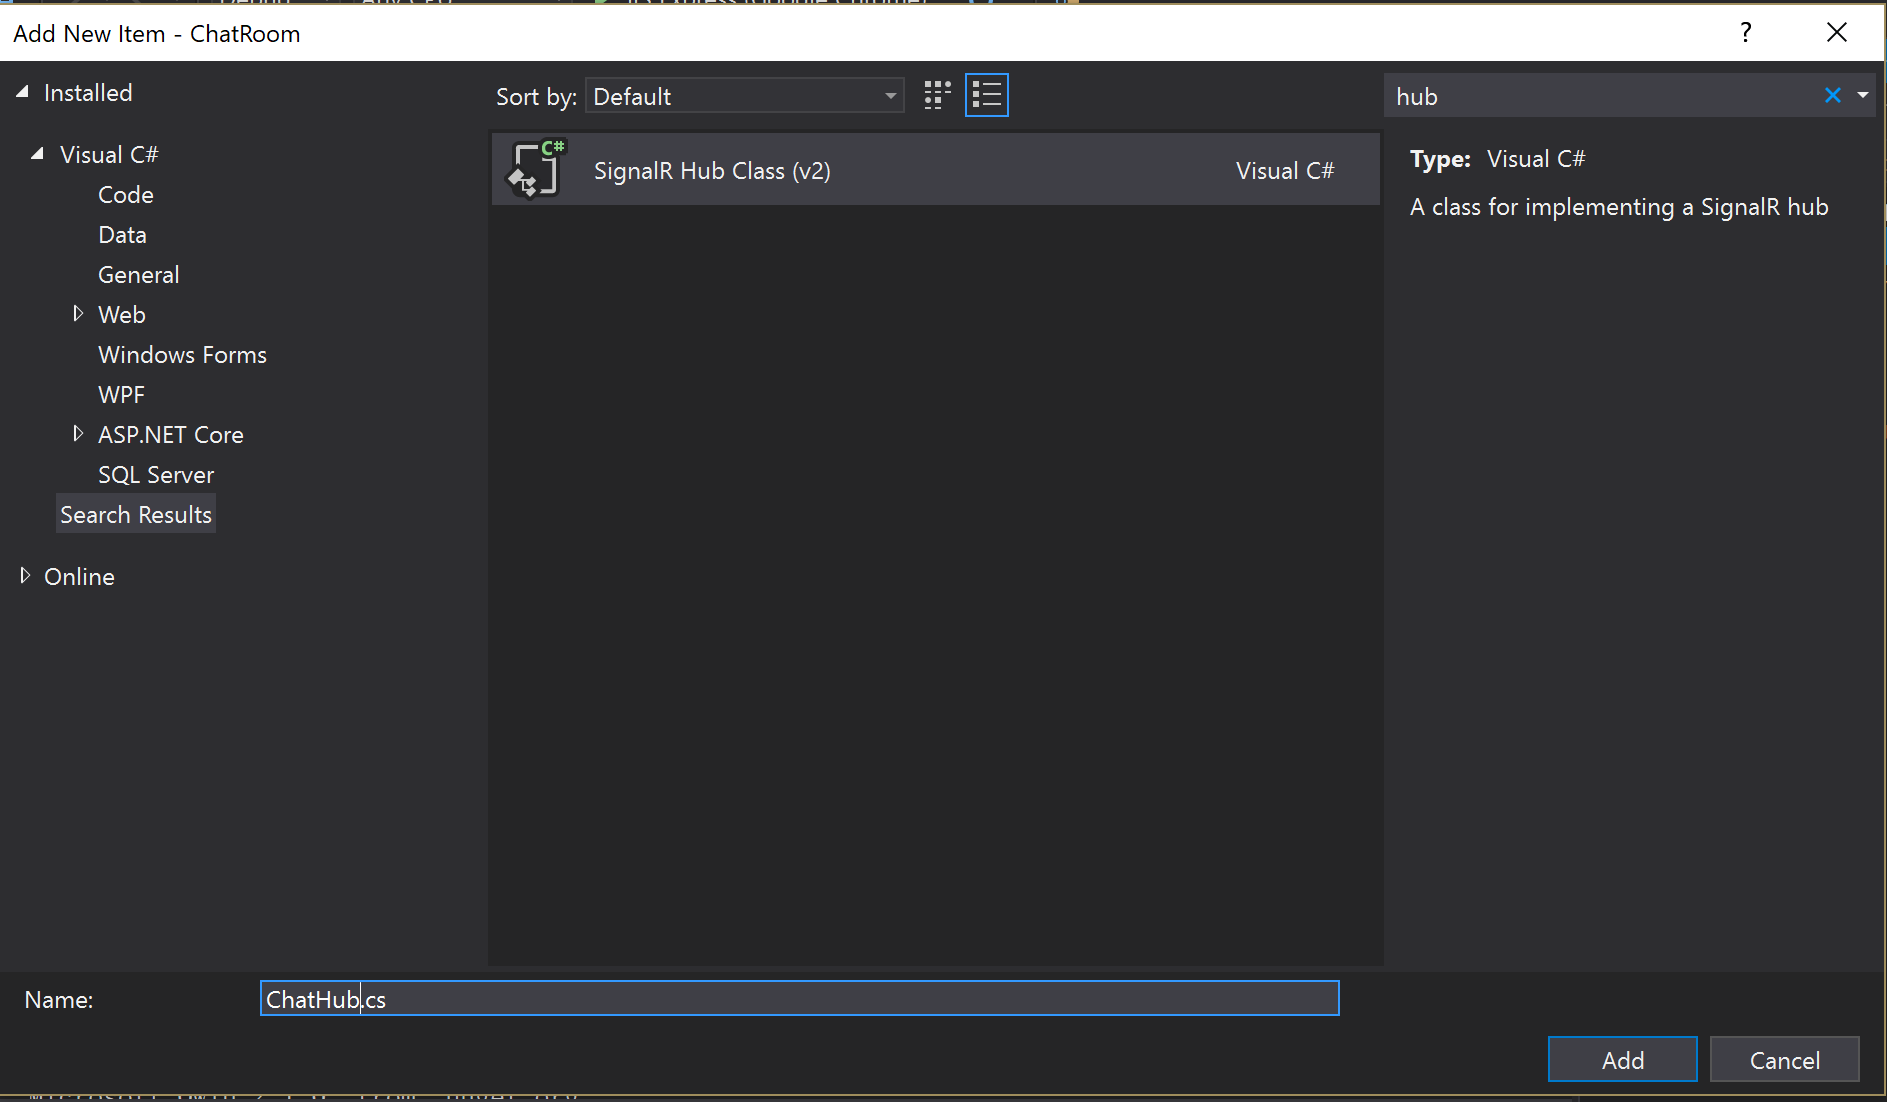 Add New Item - ChatRoom
?
Installed
Visual C#
Code
Data
General
Web
Windows Forms
WPF
ASP.NET Core
SQL Server
Search Results
Online
Sort by: Default
C#
SignalR Hub Class (v2) Visual C#
hub
Type: Visual C#
A class for implementing a SignalR hub
Name: ChatHub.cs
Add Cancel